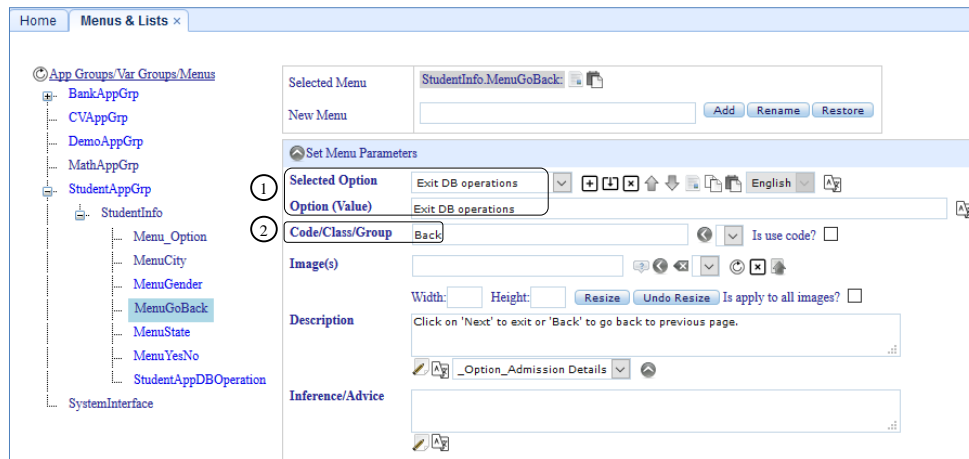 Home Menus & Lists ×
App Groups/Var Groups/Menus
BankAppGrp
CVAppGrp
DemoAppGrp
MathAppGrp
StudentAppGrp
StudentInfo
Menu_Option
MenuCity
MenuGender
MenuGoBack
MenuState
MenuYesNo
StudentAppDBOperation
SystemInterface
Selected Menu StudentInfo.MenuGoBack:
New Menu Add Rename Restore
Set Menu Parameters
1 Selected Option Exit DB operations English
Option (Value) Exit DB operations
2 Code/Class/Group Back Is use code?
Image(s)
Width: Height: Resize Undo Resize Is apply to all images?
Description Click on 'Next' to exit or 'Back' to go back to previous page.
_Option_Admission Details
Inference/Advice